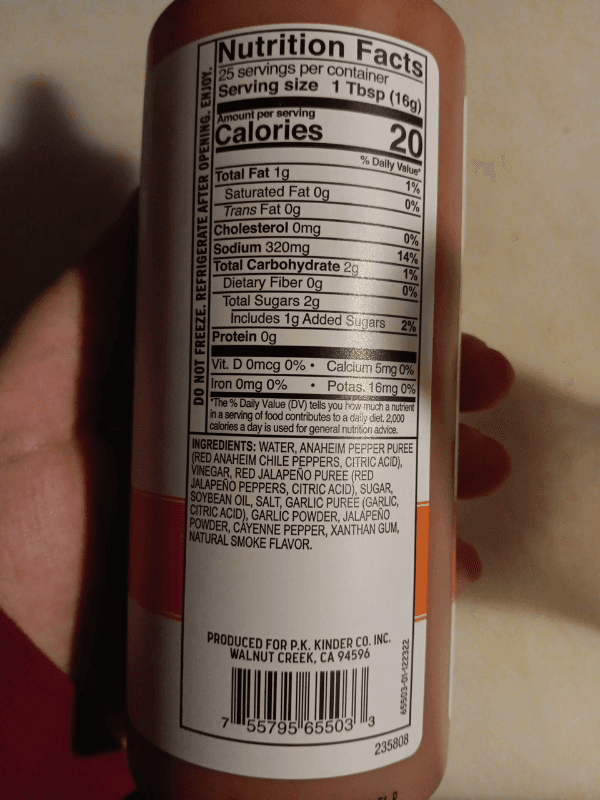 Nutrition Facts
25 servings per container
Serving size 1 Tbsp (16g)
Amount per serving
Calories 20
% Daily Value*
Total Fat 1g 1%
Saturated Fat 0g 0%
Trans Fat 0g
Cholesterol 0mg 0%
Sodium 320mg 14%
Total Carbohydrate 2g 1%
Dietary Fiber 0g 0%
Total Sugars 2g
Includes 1g Added Sugars 2%
Protein 0g
Vit. D 0mcg 0% • Calcium 5mg 0%
Iron 0mg 0% • Potas. 16mg 0%
*The % Daily Value (DV) tells you how much a nutrient
in a serving of food contributes to a daily diet. 2,000
calories a day is used for general nutrition advice.
DO NOT FREEZE. REFRIGERATE AFTER OPENING. ENJOY.
INGREDIENTS: WATER, ANAHEIM PEPPER PUREE
(RED ANAHEIM CHILE PEPPERS, CITRIC ACID),
VINEGAR, RED JALAPEÑO PUREE (RED
JALAPEÑO PEPPERS, CITRIC ACID), SUGAR,
SOYBEAN OIL, SALT, GARLIC PUREE (GARLIC,
CITRIC ACID), GARLIC POWDER, JALAPEÑO
POWDER, CAYENNE PEPPER, XANTHAN GUM,
NATURAL SMOKE FLAVOR.
PRODUCED FOR P.K. KINDER CO. INC.
WALNUT CREEK, CA 94596
65503-01-122322
7 55795 65503 3
235808